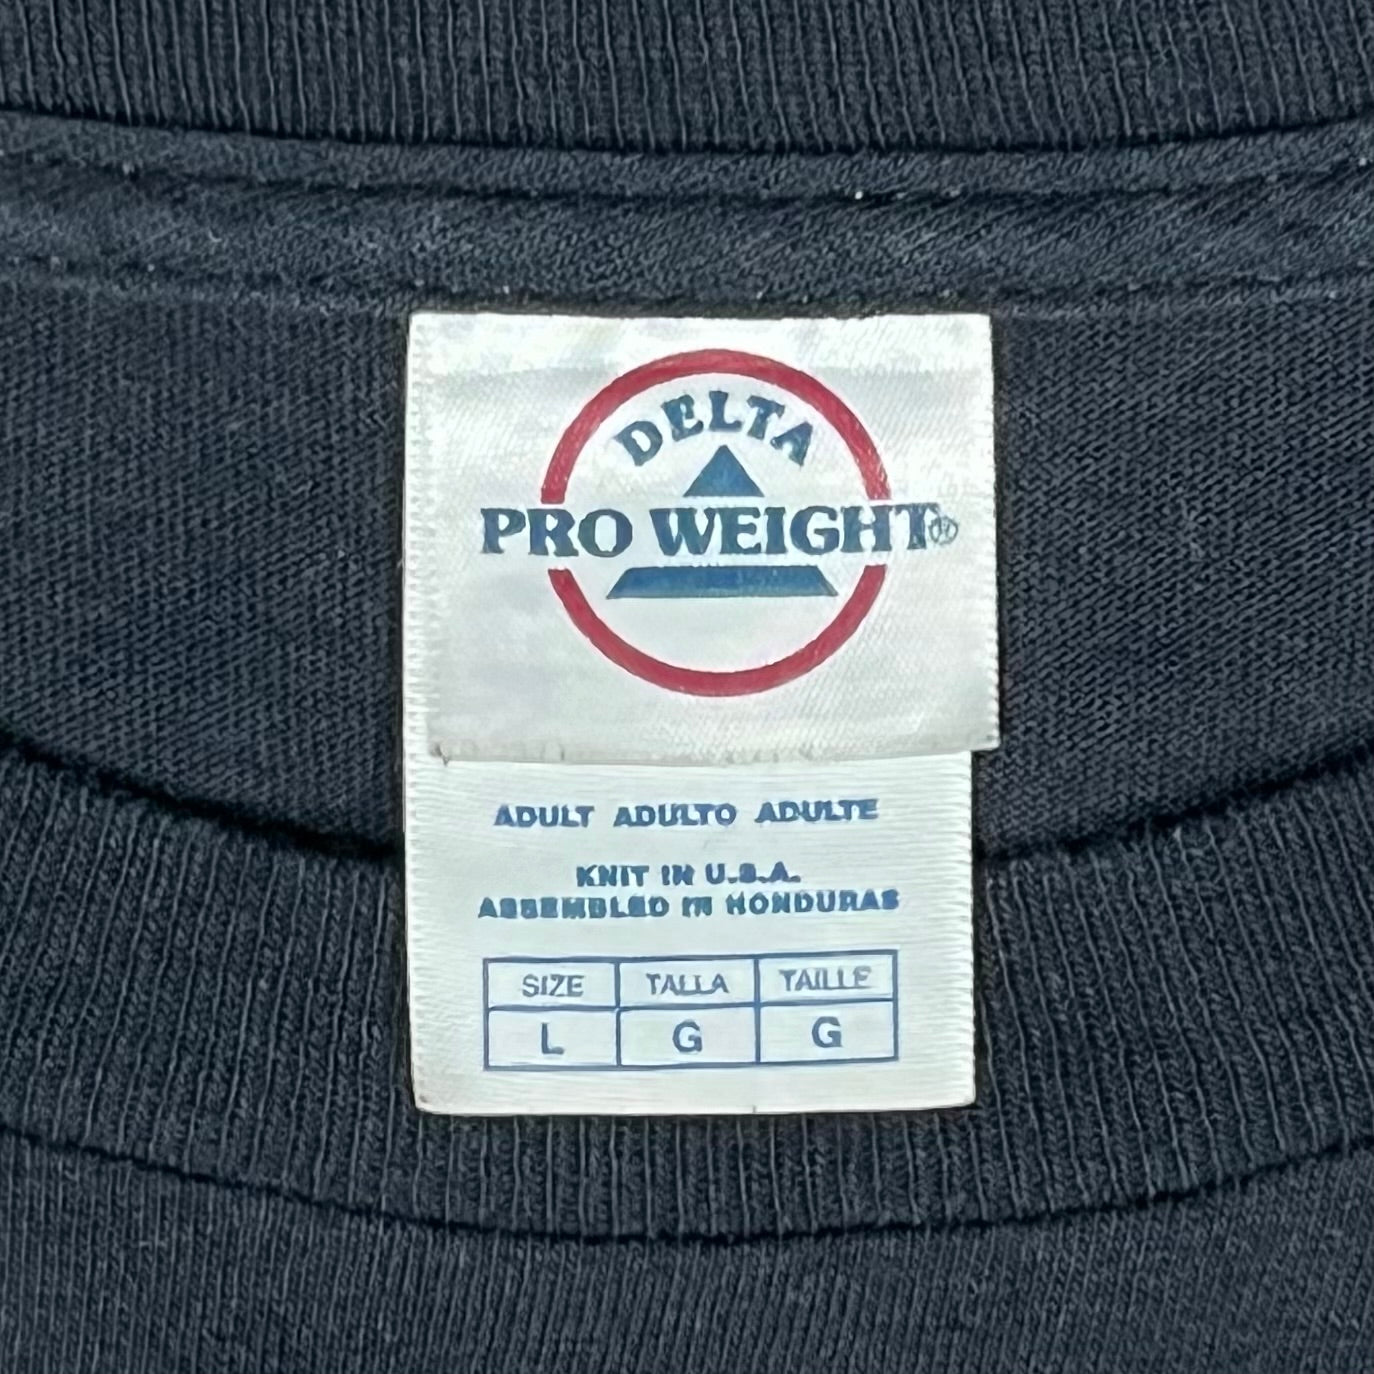 DELTA
PRO WEIGHT®
ADULT ADULTO ADULTE
KNIT IN U.S.A.
ASSEMBLED IN HONDURAS
SIZE TALLA TAILLE
L G G